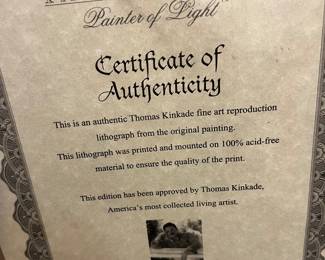 Painter of Light
Certificate of
Authenticity
This is an authentic Thomas Kinkade fine art reproduction
lithograph from the original painting.
This lithograph was printed and mounted on 100% acid-free
material to ensure the quality of the print.
This edition has been approved by Thomas Kinkade,
America's most collected living artist.